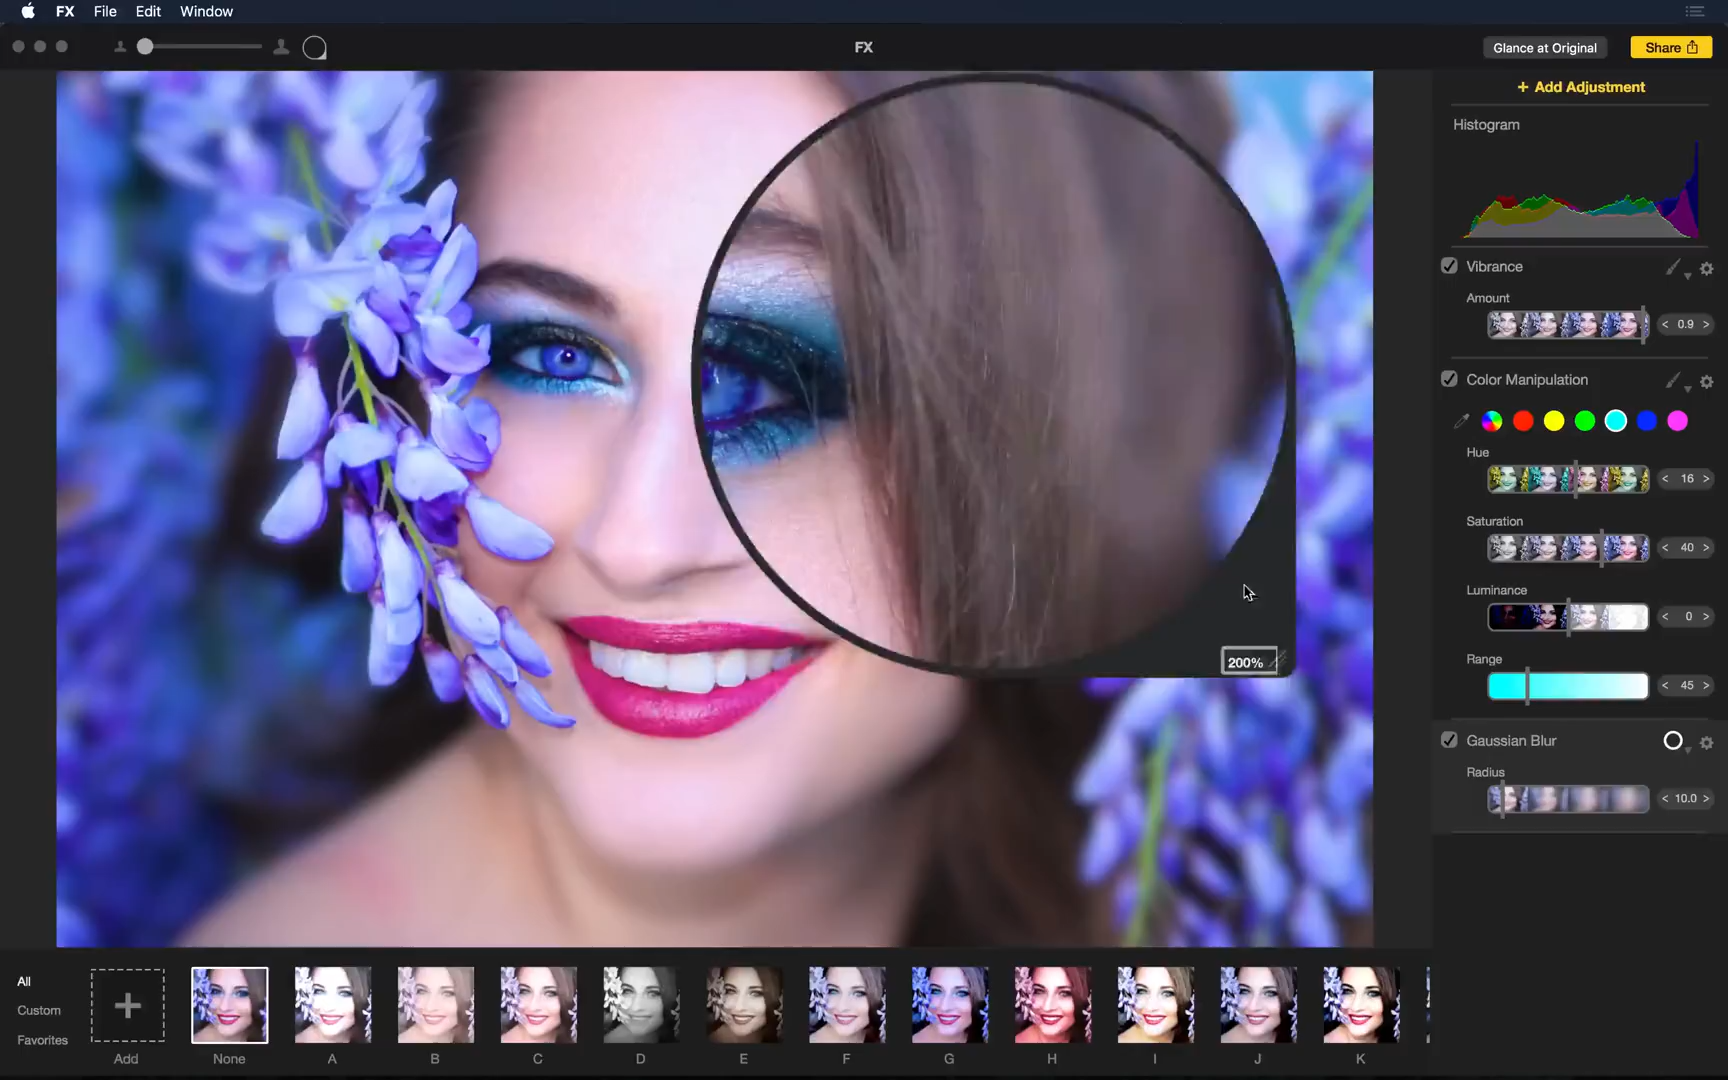 FX File Edit Window
FX
Glance at Original
Share
+ Add Adjustment
Histogram
Vibrance
Amount
< 0.9 >
Color Manipulation
Hue
< 16 >
Saturation
< 40 >
Luminance
< 0 >
Range
< 45 >
Gaussian Blur
Radius
< 10.0 >
200%
All
Custom
Favorites
Add None A B C D E F G H I J K